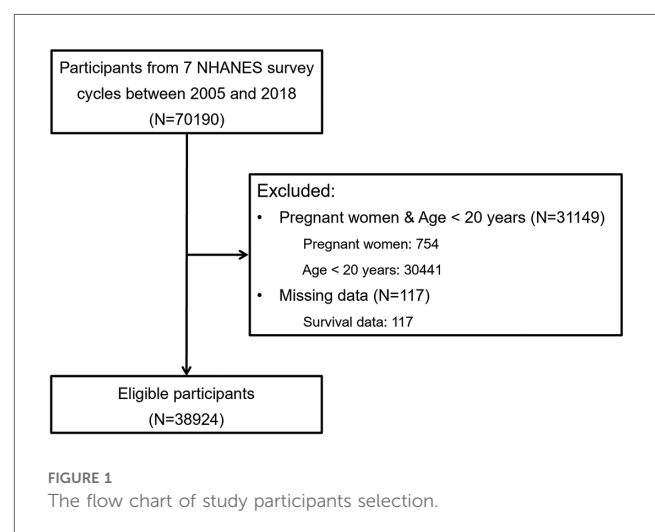 Participants from 7 NHANES survey
cycles between 2005 and 2018
(N=70190)
Excluded:
• Pregnant women & Age < 20 years (N=31149)
Pregnant women: 754
Age < 20 years: 30441
• Missing data (N=117)
Survival data: 117
Eligible participants
(N=38924)
FIGURE 1
The flow chart of study participants selection.